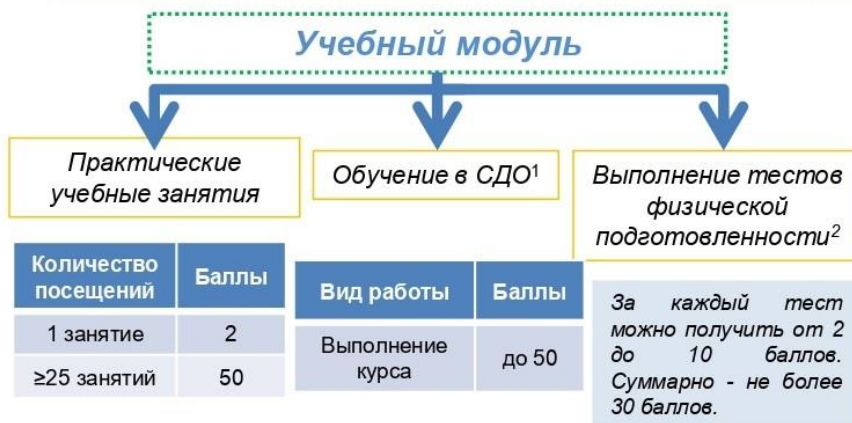 Учебный модуль
Практические
учебные занятия
Обучение в СДО¹
Выполнение тестов
физической
подготовленности²
Количество
посещений
Баллы
1 занятие
2
≥25 занятий
50
Вид работы
Баллы
Выполнение
курса
до 50
За каждый тест
можно получить от 2
до 10 баллов.
Суммарно - не более
30 баллов.